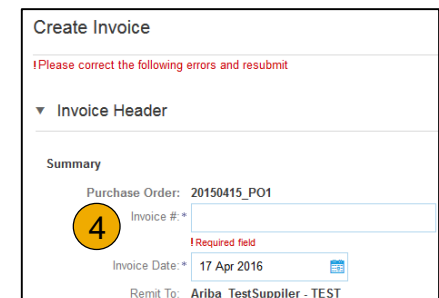 Create Invoice
!Please correct the following errors and resubmit
▼ Invoice Header
Summary
Purchase Order: 20150415_PO1
4
Invoice #:*
!Required field
Invoice Date:* 17 Apr 2016
Remit To: Ariba_TestSuppiler - TEST